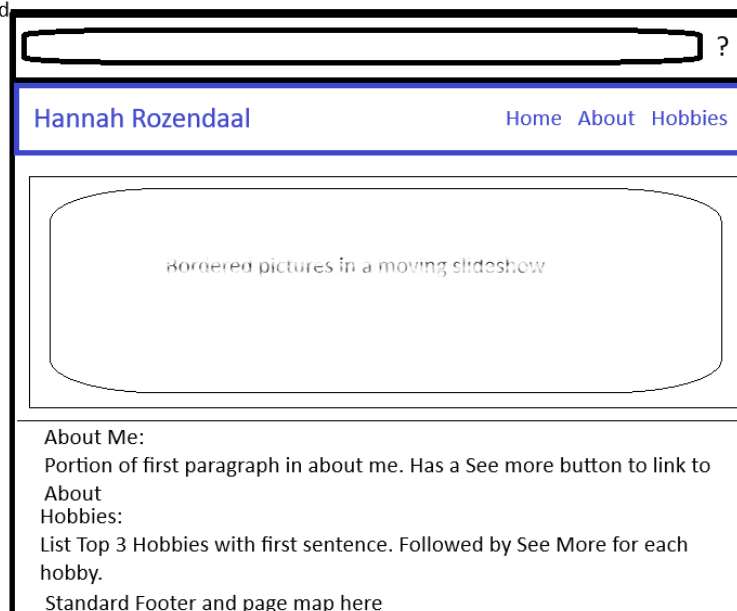 d
?
Hannah Rozendaal Home About Hobbies
Bordered pictures in a moving slideshow
About Me:
Portion of first paragraph in about me. Has a See more button to link to
About
Hobbies:
List Top 3 Hobbies with first sentence. Followed by See More for each
hobby.
Standard Footer and page map here